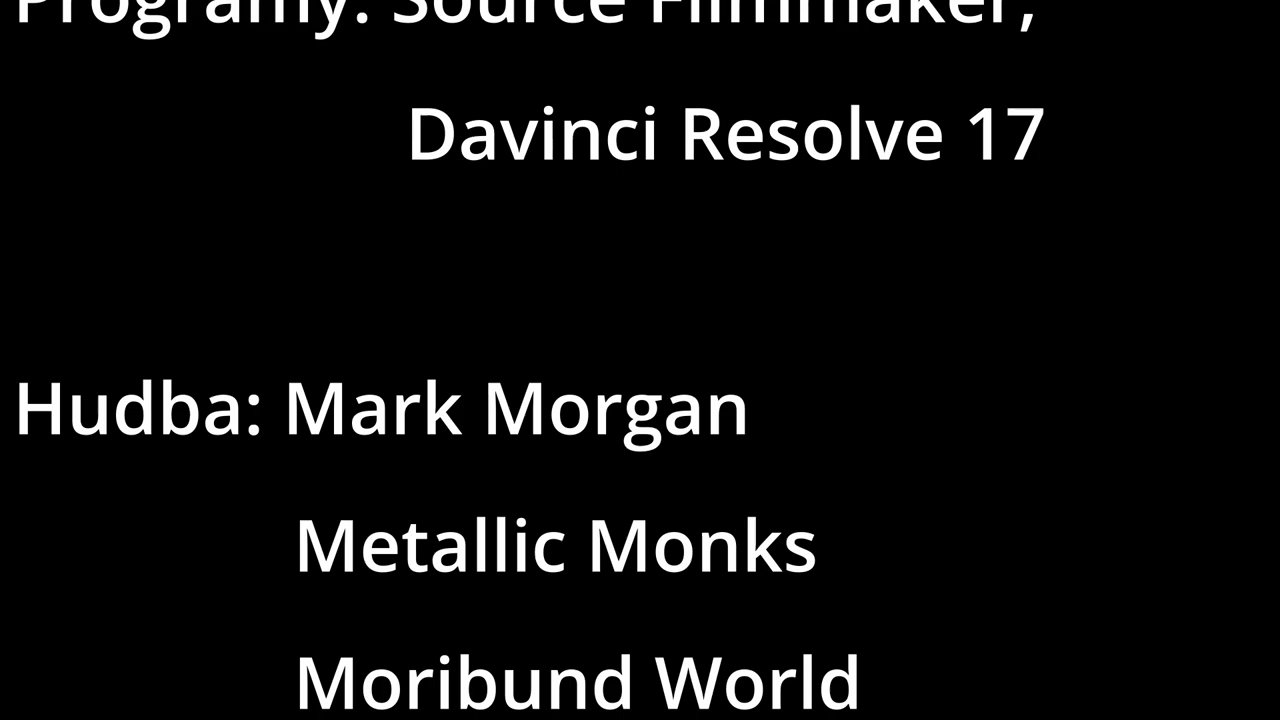 Programy: Source Filmmaker,
Davinci Resolve 17
Hudba: Mark Morgan
Metallic Monks
Moribund World